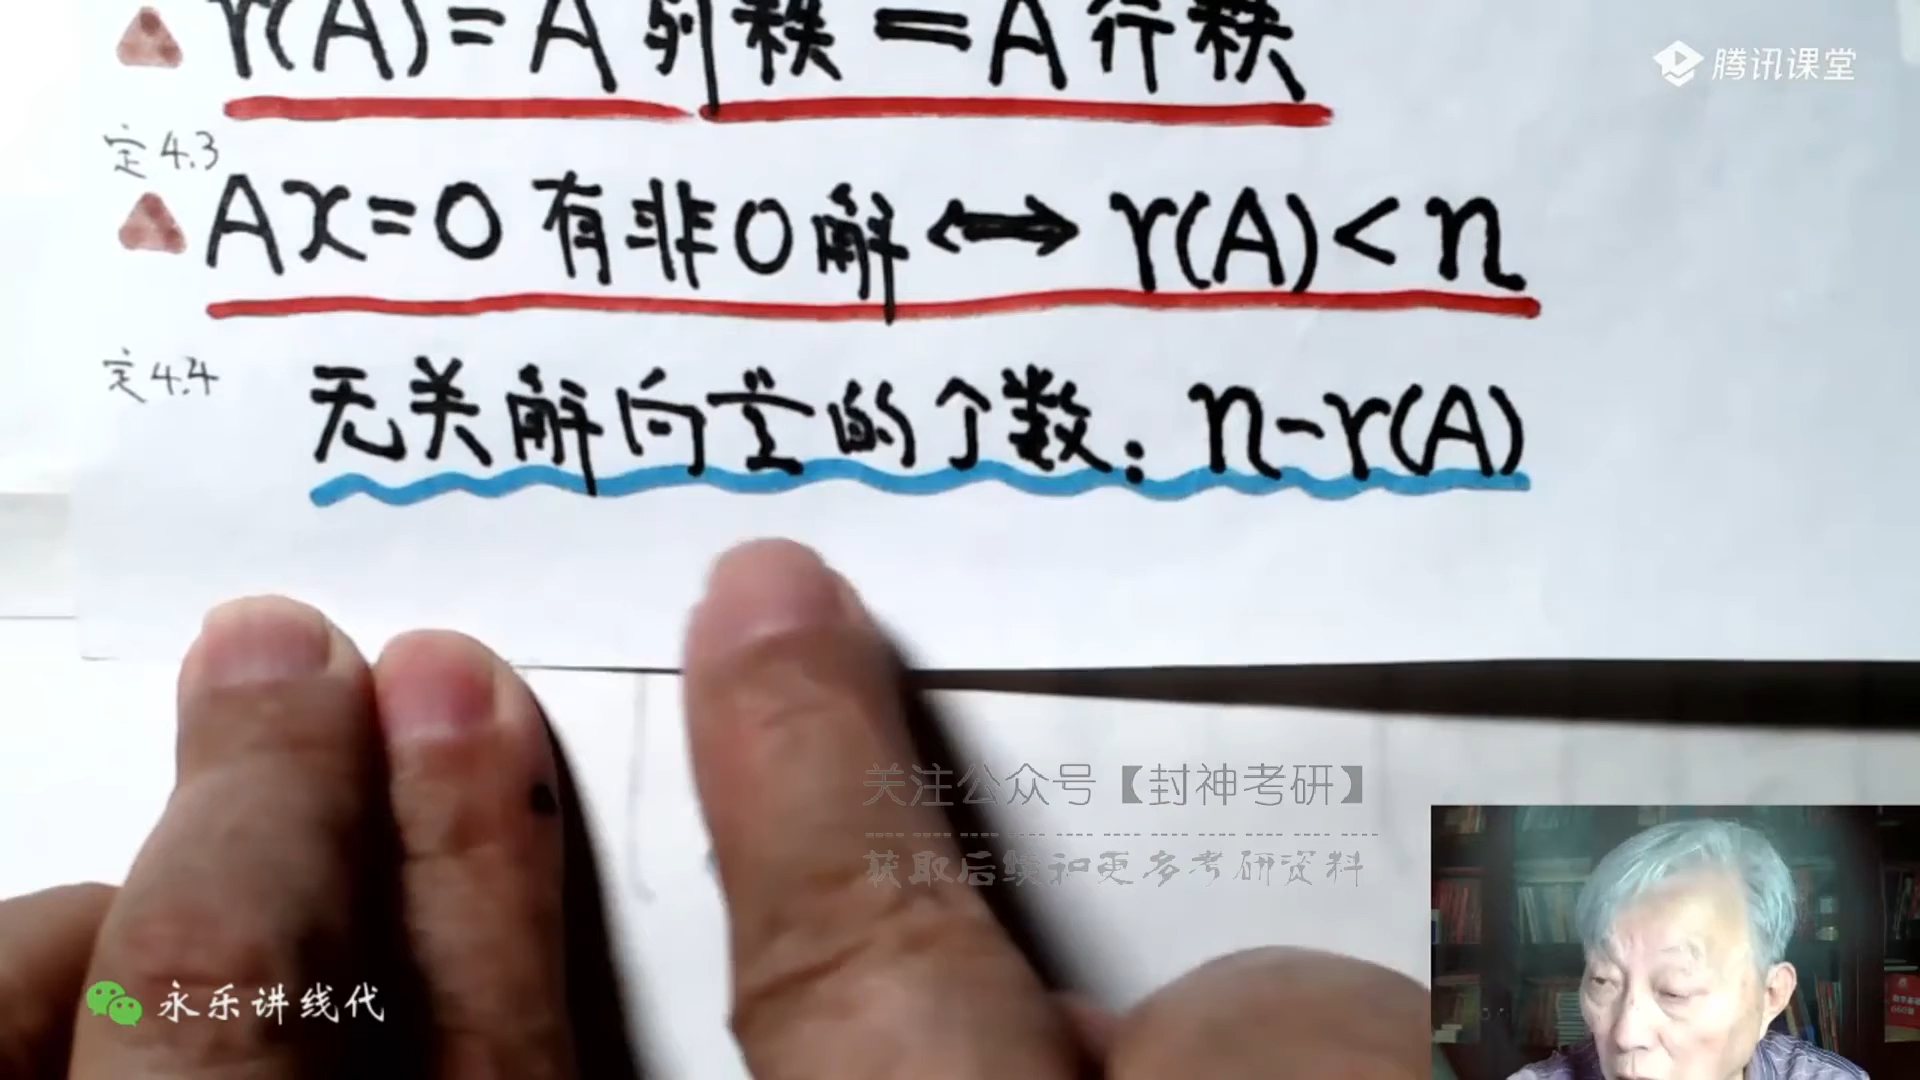 r(A)=A列秩=A行秩
腾讯课堂
定4.3
Ax=0有非0解↔r(A)<n
定4.4
无关解向量的个数：n-r(A)
关注公众号【封神考研】
获取后续和更多考研资料
永乐讲线代